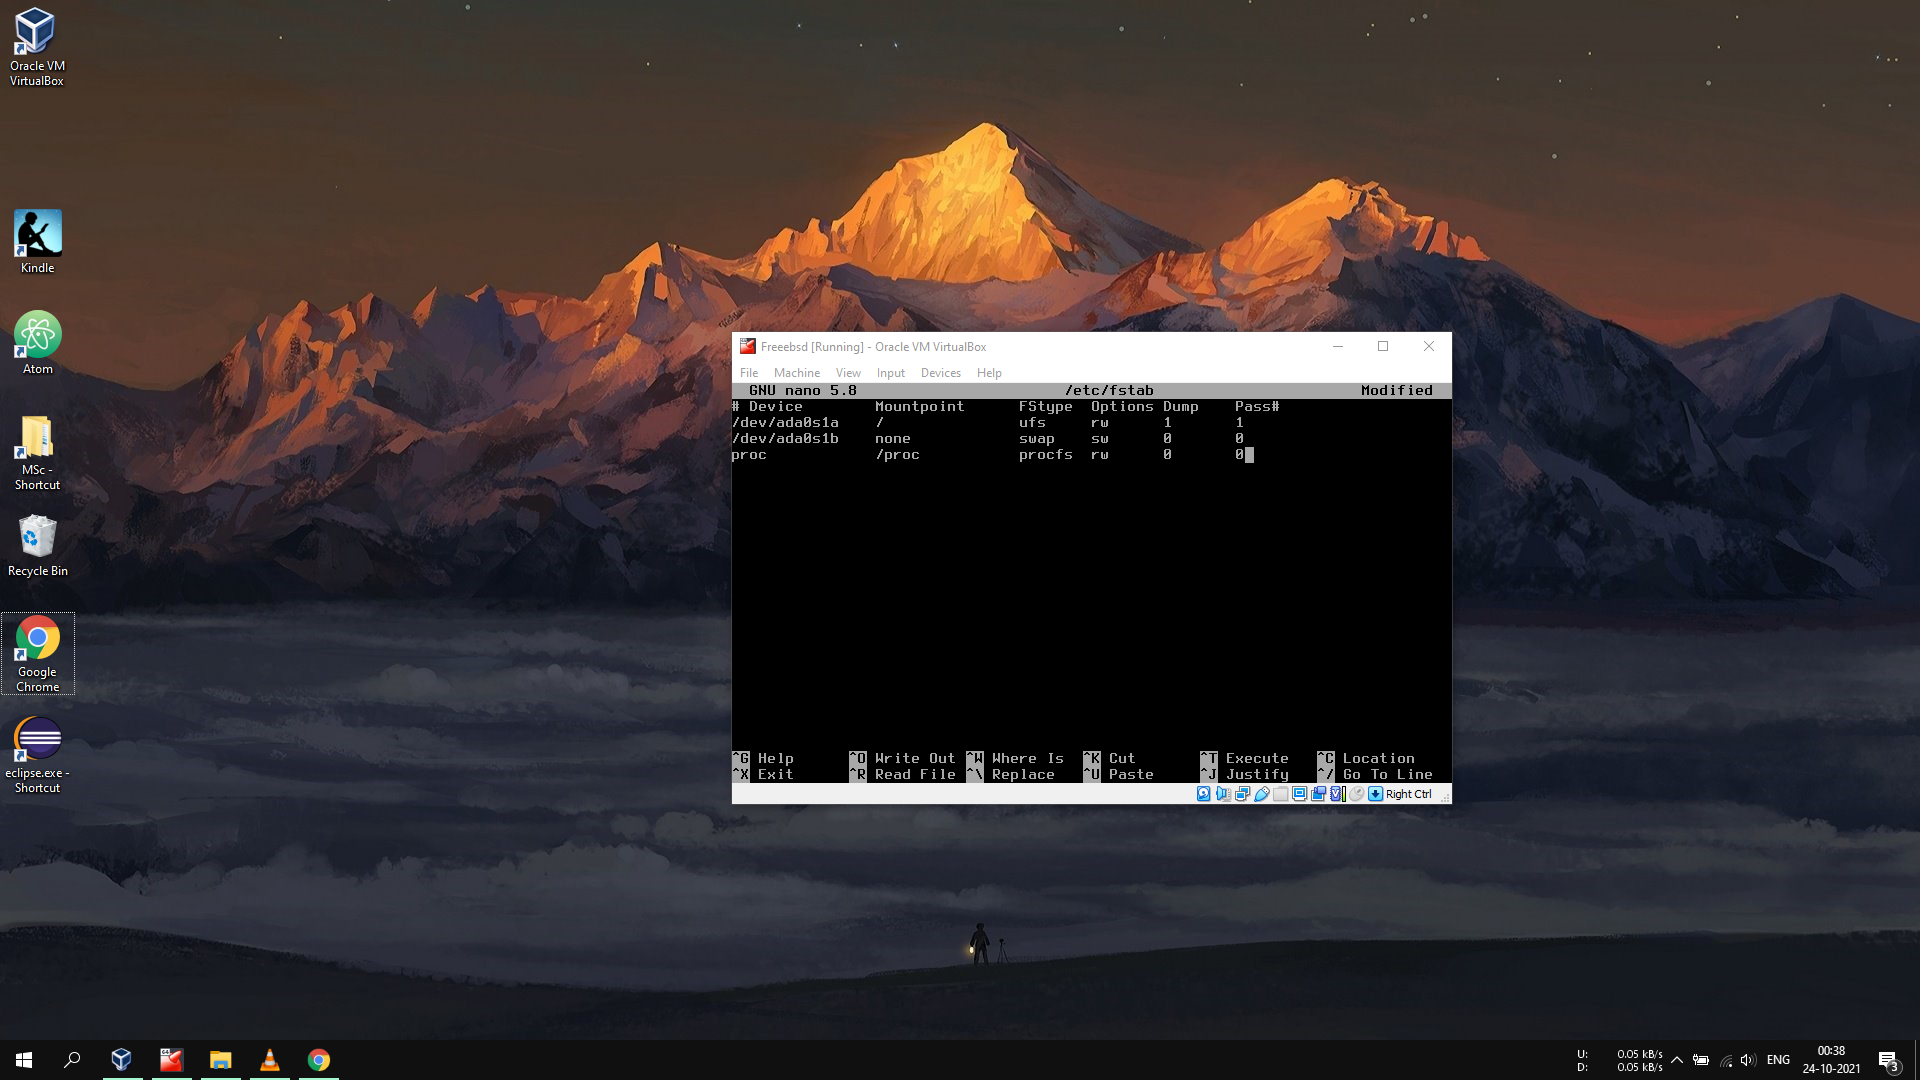 Oracle VM
VirtualBox
Kindle
Atom
MSc -
Shortcut
Recycle Bin
Google
Chrome
eclipse.exe -
Shortcut
Freeebsd [Running] - Oracle VM VirtualBox
File Machine View Input Devices Help
GNU nano 5.8 /etc/fstab Modified
# Device Mountpoint FStype Options Dump Pass#
/dev/ada0s1a / ufs rw 1 1
/dev/ada0s1b none swap sw 0 0
proc /proc procfs rw 0 0
^G Help ^O Write Out ^W Where Is ^K Cut ^T Execute ^C Location
^X Exit ^R Read File ^\ Replace ^U Paste ^J Justify ^/ Go To Line
Right Ctrl
U: 0.05 kB/s
D: 0.05 kB/s
ENG
00:38
24-10-2021
3